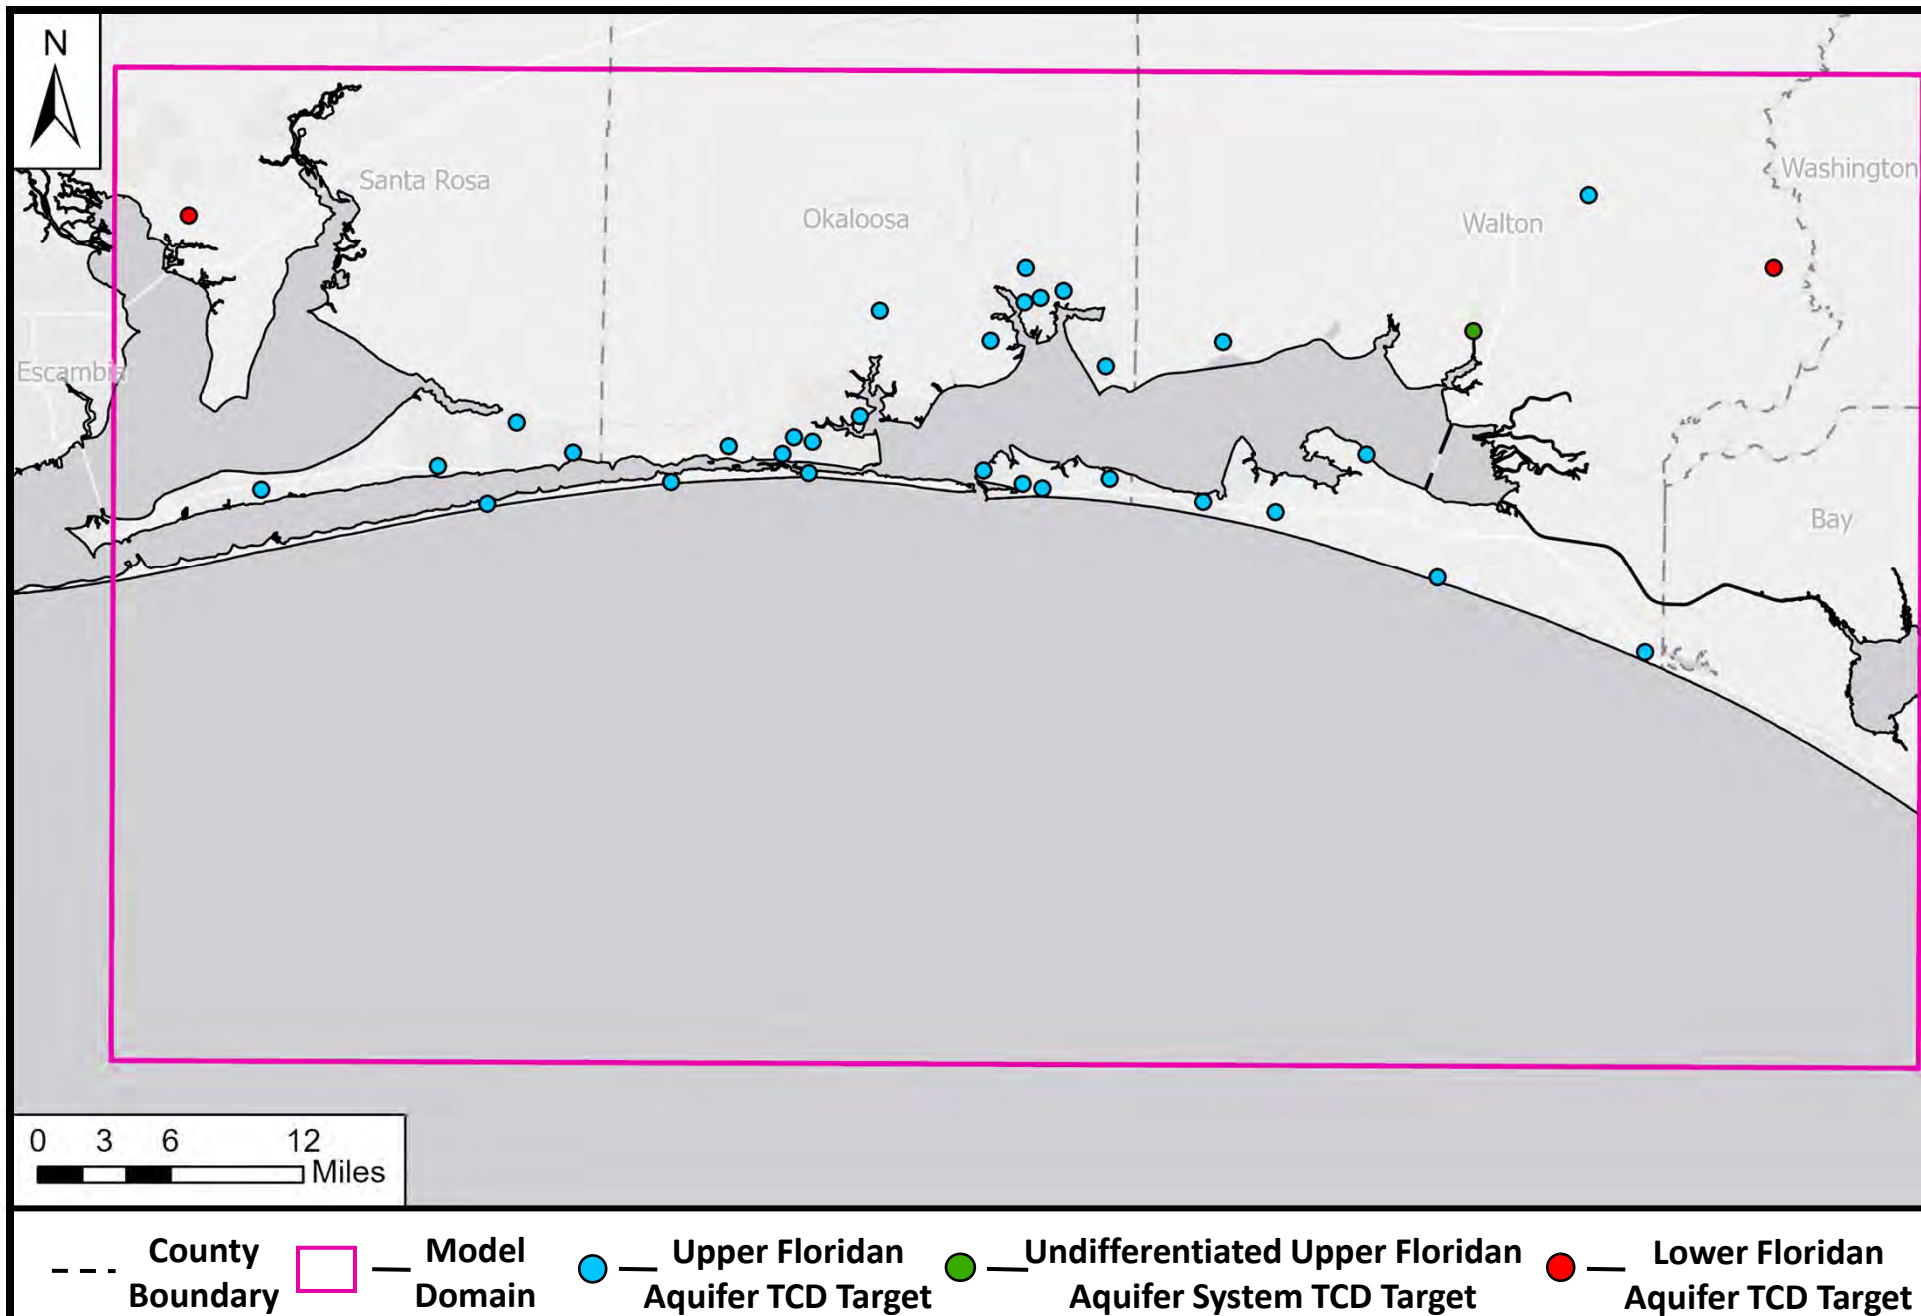 N
Santa Rosa
Okaloosa
Walton
Washington
Escambia
Bay
0 3 6 12
Miles
County
Boundary
Model
Domain
Upper Floridan
Aquifer TCD Target
Undifferentiated Upper Floridan
Aquifer System TCD Target
Lower Floridan
Aquifer TCD Target